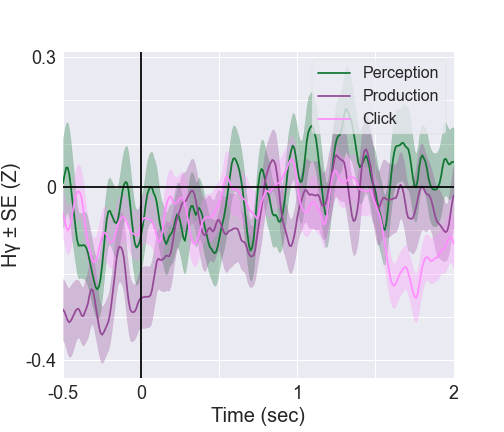 Hγ ± SE (Z)
0.3
0
-0.4
Perception
Production
Click
-0.5
0
1
2
Time (sec)